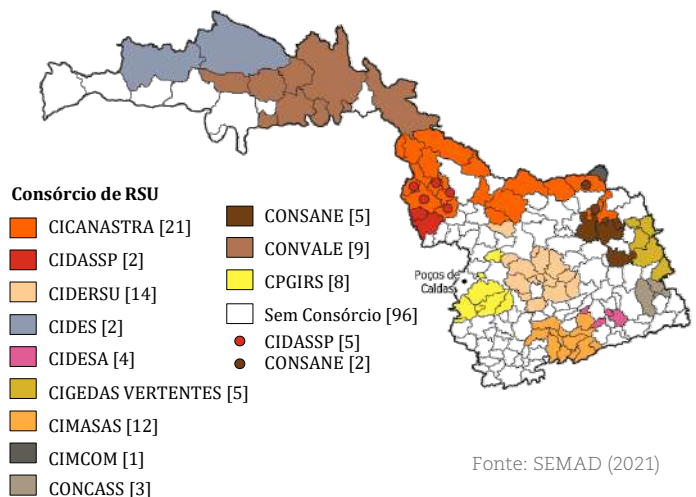 Consórcio de RSU
CICANASTRA [21]
CIDASSP [2]
CIDERSU [14]
CIDES [2]
CIDESA [4]
CIGEDAS VERTENTES [5]
CIMASAS [12]
CIMCOM [1]
CONCASS [3]
CONSANE [5]
CONVALE [9]
CPGIRS [8]
Sem Consórcio [96]
CIDASSP [5]
CONSANE [2]
Poços de
Caldas
Fonte: SEMAD (2021)